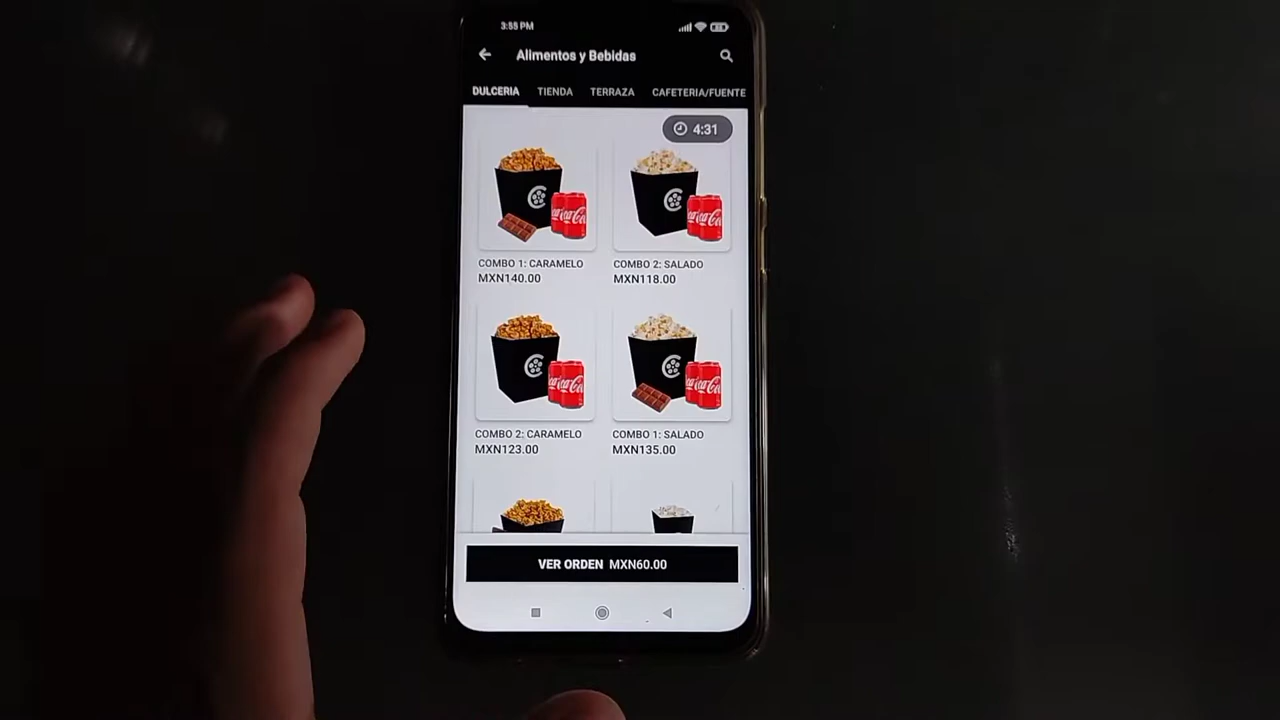 3:55 PM
Alimentos y Bebidas
DULCERIA TIENDA TERRAZA CAFETERIA/FUENTE
4:31
COMBO 1: CARAMELO
MXN140.00
COMBO 2: SALADO
MXN118.00
COMBO 2: CARAMELO
MXN123.00
COMBO 1: SALADO
MXN135.00
VER ORDEN MXN60.00